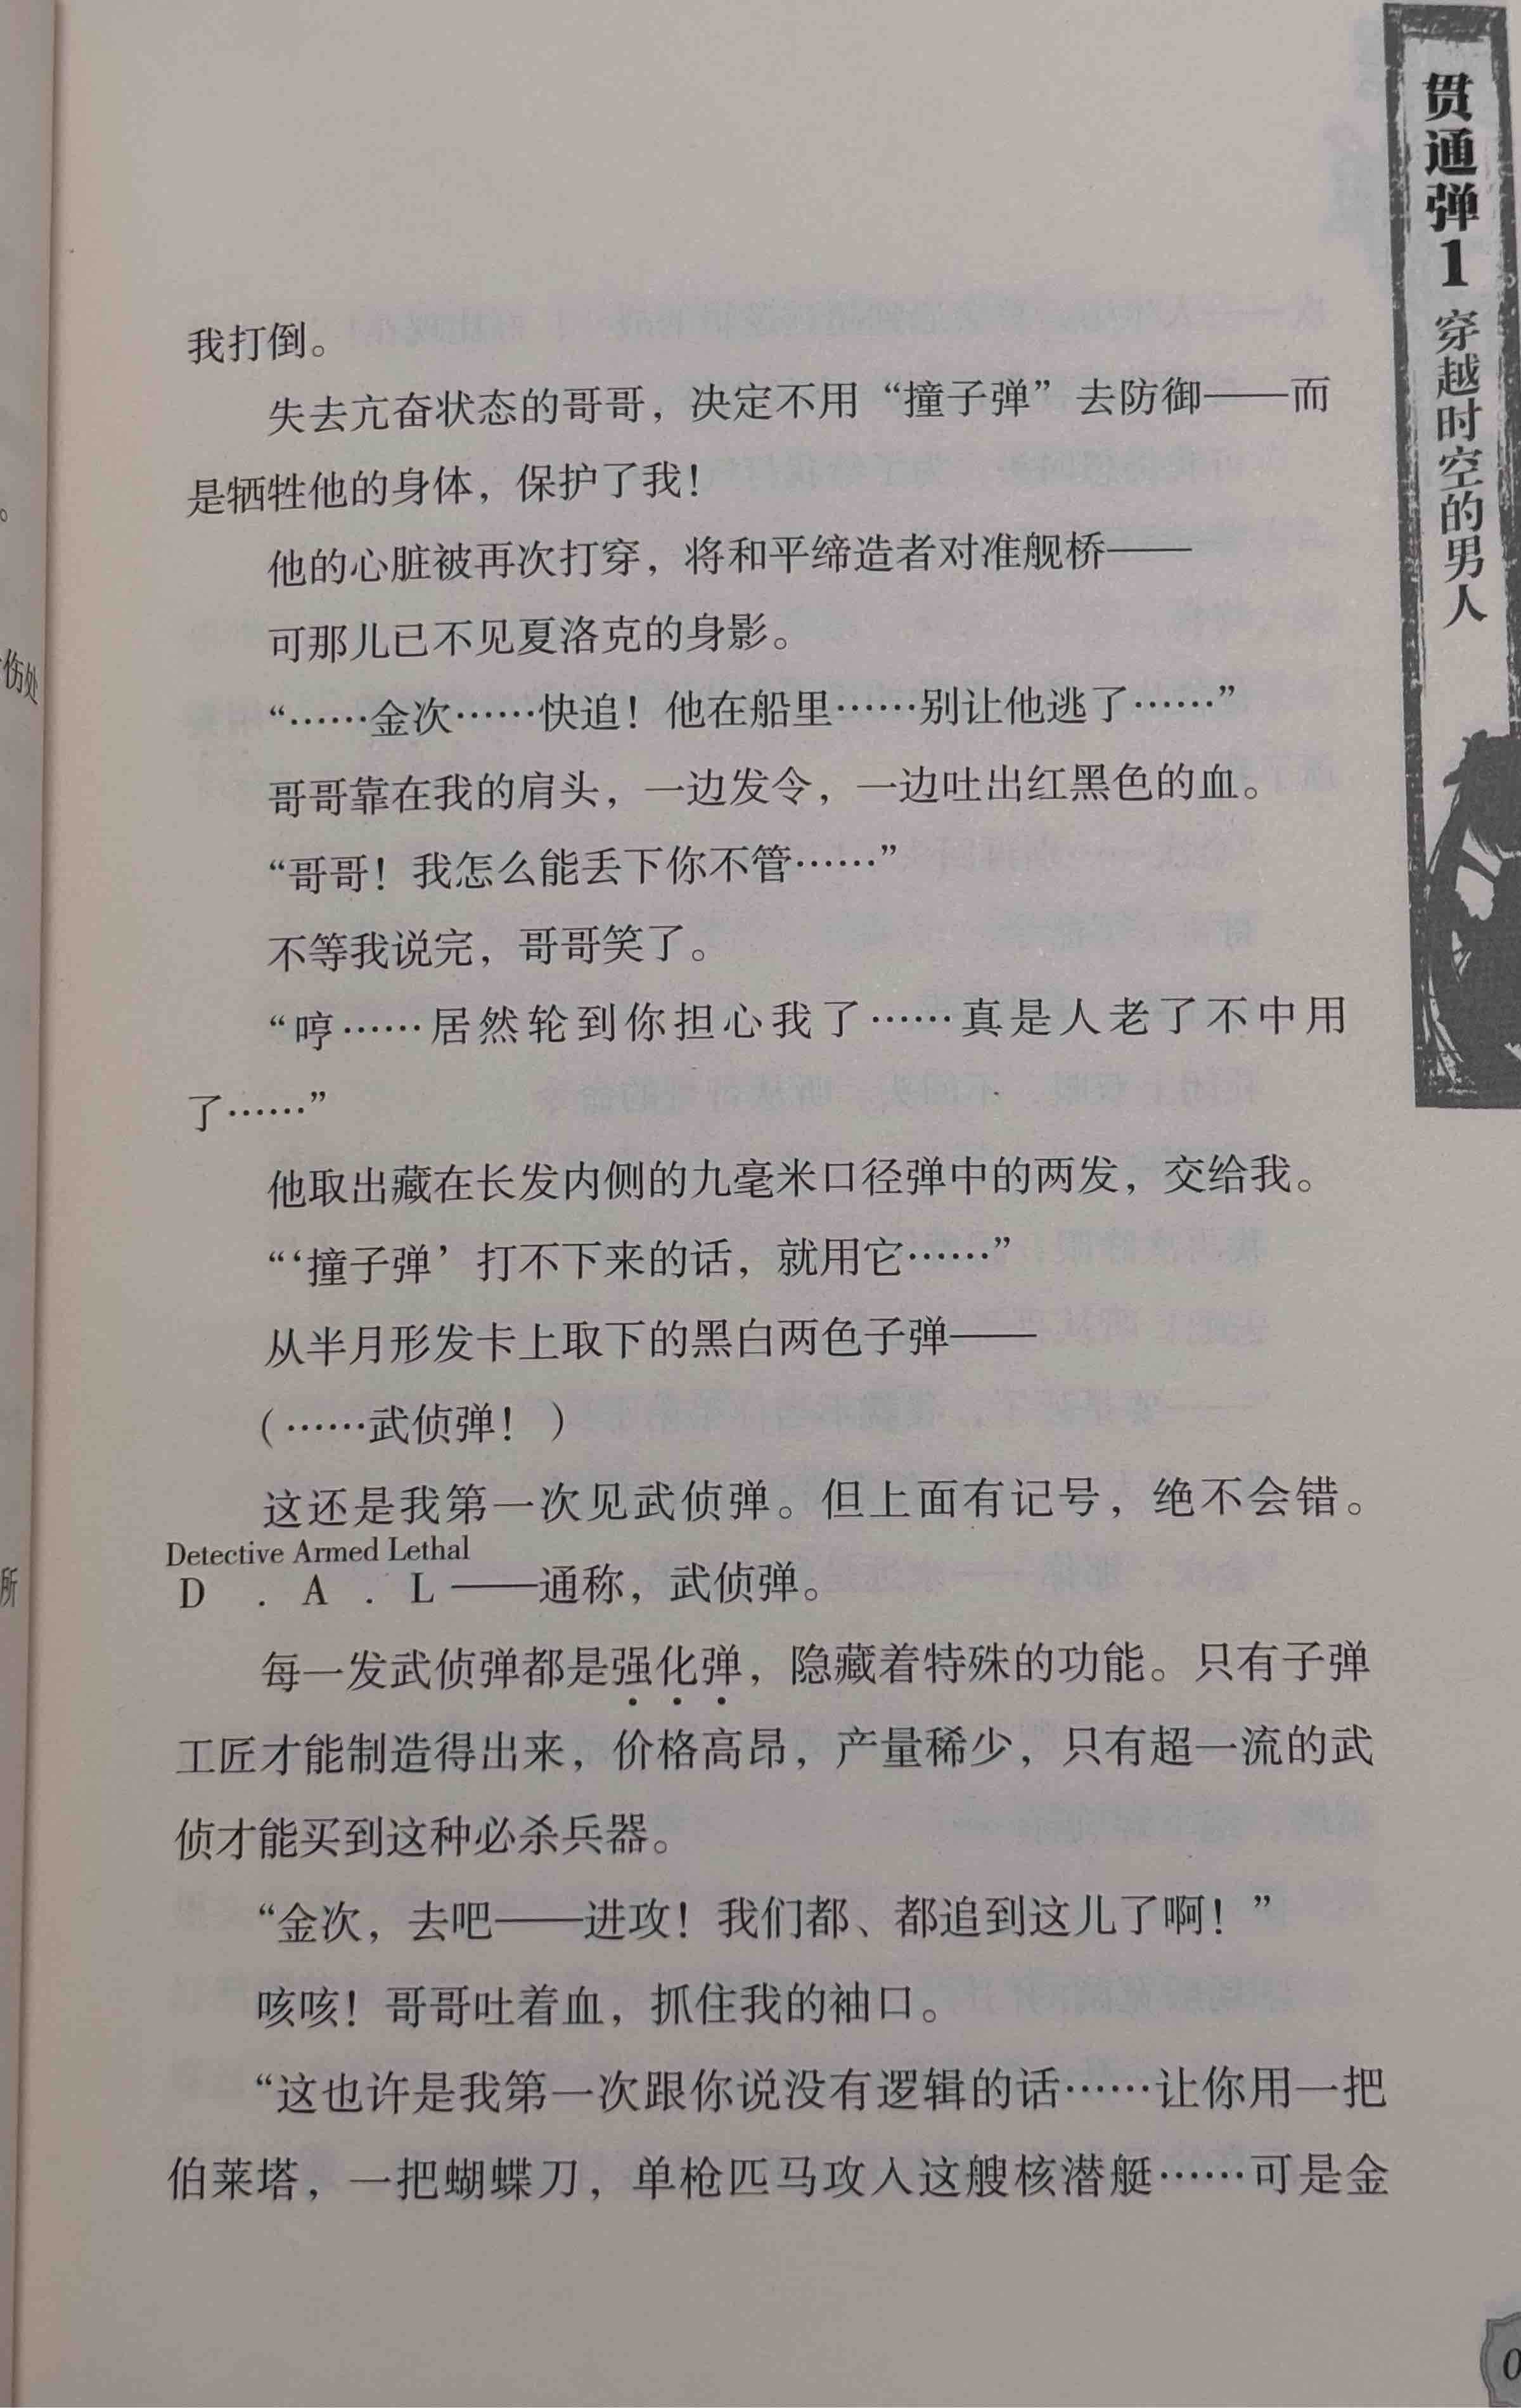 贯通弹1 穿越时空的男人
我打倒。
失去亢奋状态的哥哥，决定不用“撞子弹”去防御——而
是牺牲他的身体，保护了我！
他的心脏被再次打穿，将和平缔造者对准舰桥——
可那儿已不见夏洛克的身影。
“……金次……快追！他在船里……别让他逃了……”
哥哥靠在我的肩头，一边发令，一边吐出红黑色的血。
“哥哥！我怎么能丢下你不管……”
不等我说完，哥哥笑了。
“哼……居然轮到你担心我了……真是人老了不中用
了……”
他取出藏在长发内侧的九毫米口径弹中的两发，交给我。
“‘撞子弹’打不下来的话，就用它……”
从半月形发卡上取下的黑白两色子弹——
（……武侦弹！）
这还是我第一次见武侦弹。但上面有记号，绝不会错。
Detective Armed Lethal
D . A . L——通称，武侦弹。
每一发武侦弹都是强化弹，隐藏着特殊的功能。只有子弹
工匠才能制造得出来，价格高昂，产量稀少，只有超一流的武
侦才能买到这种必杀兵器。
“金次，去吧——进攻！我们都、都追到这儿了啊！”
咳咳！哥哥吐着血，抓住我的袖口。
“这也许是我第一次跟你说没有逻辑的话……让你用一把
伯莱塔，一把蝴蝶刀，单枪匹马攻入这艘核潜艇……可是金
伤处
所
0